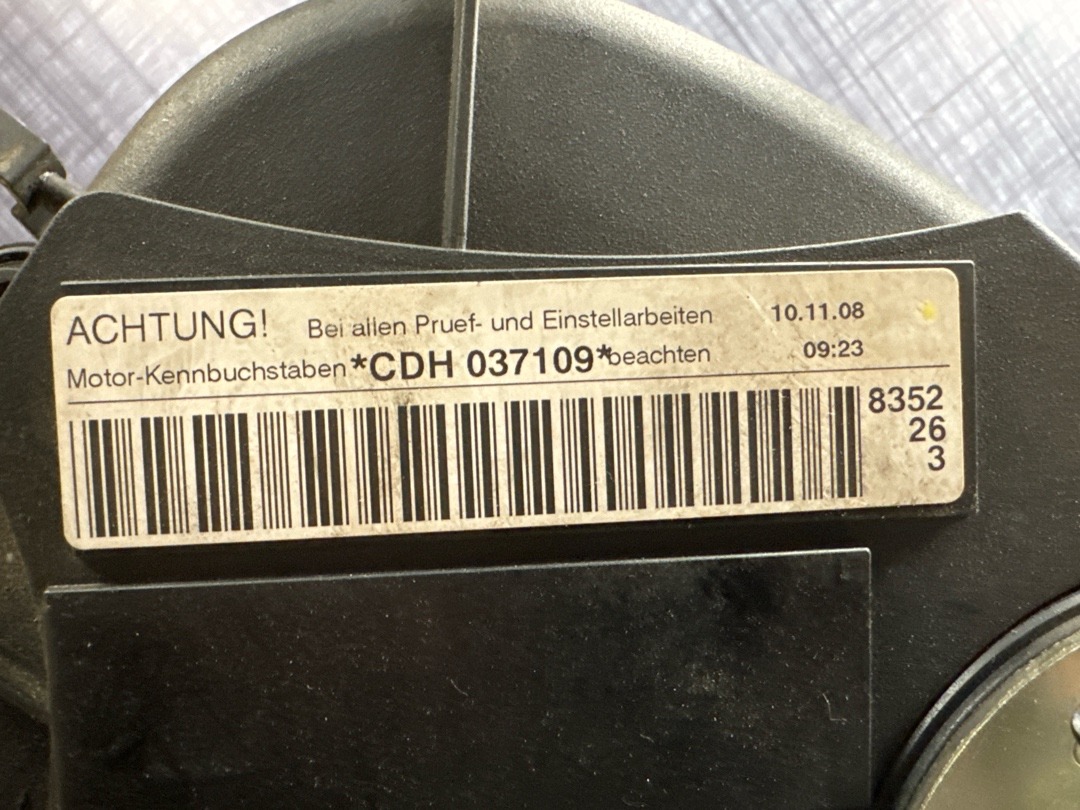 ACHTUNG! Bei allen Pruef- und Einstellarbeiten 10.11.08
Motor-Kennbuchstaben *CDH 037109* beachten 09:23
8352
26
3